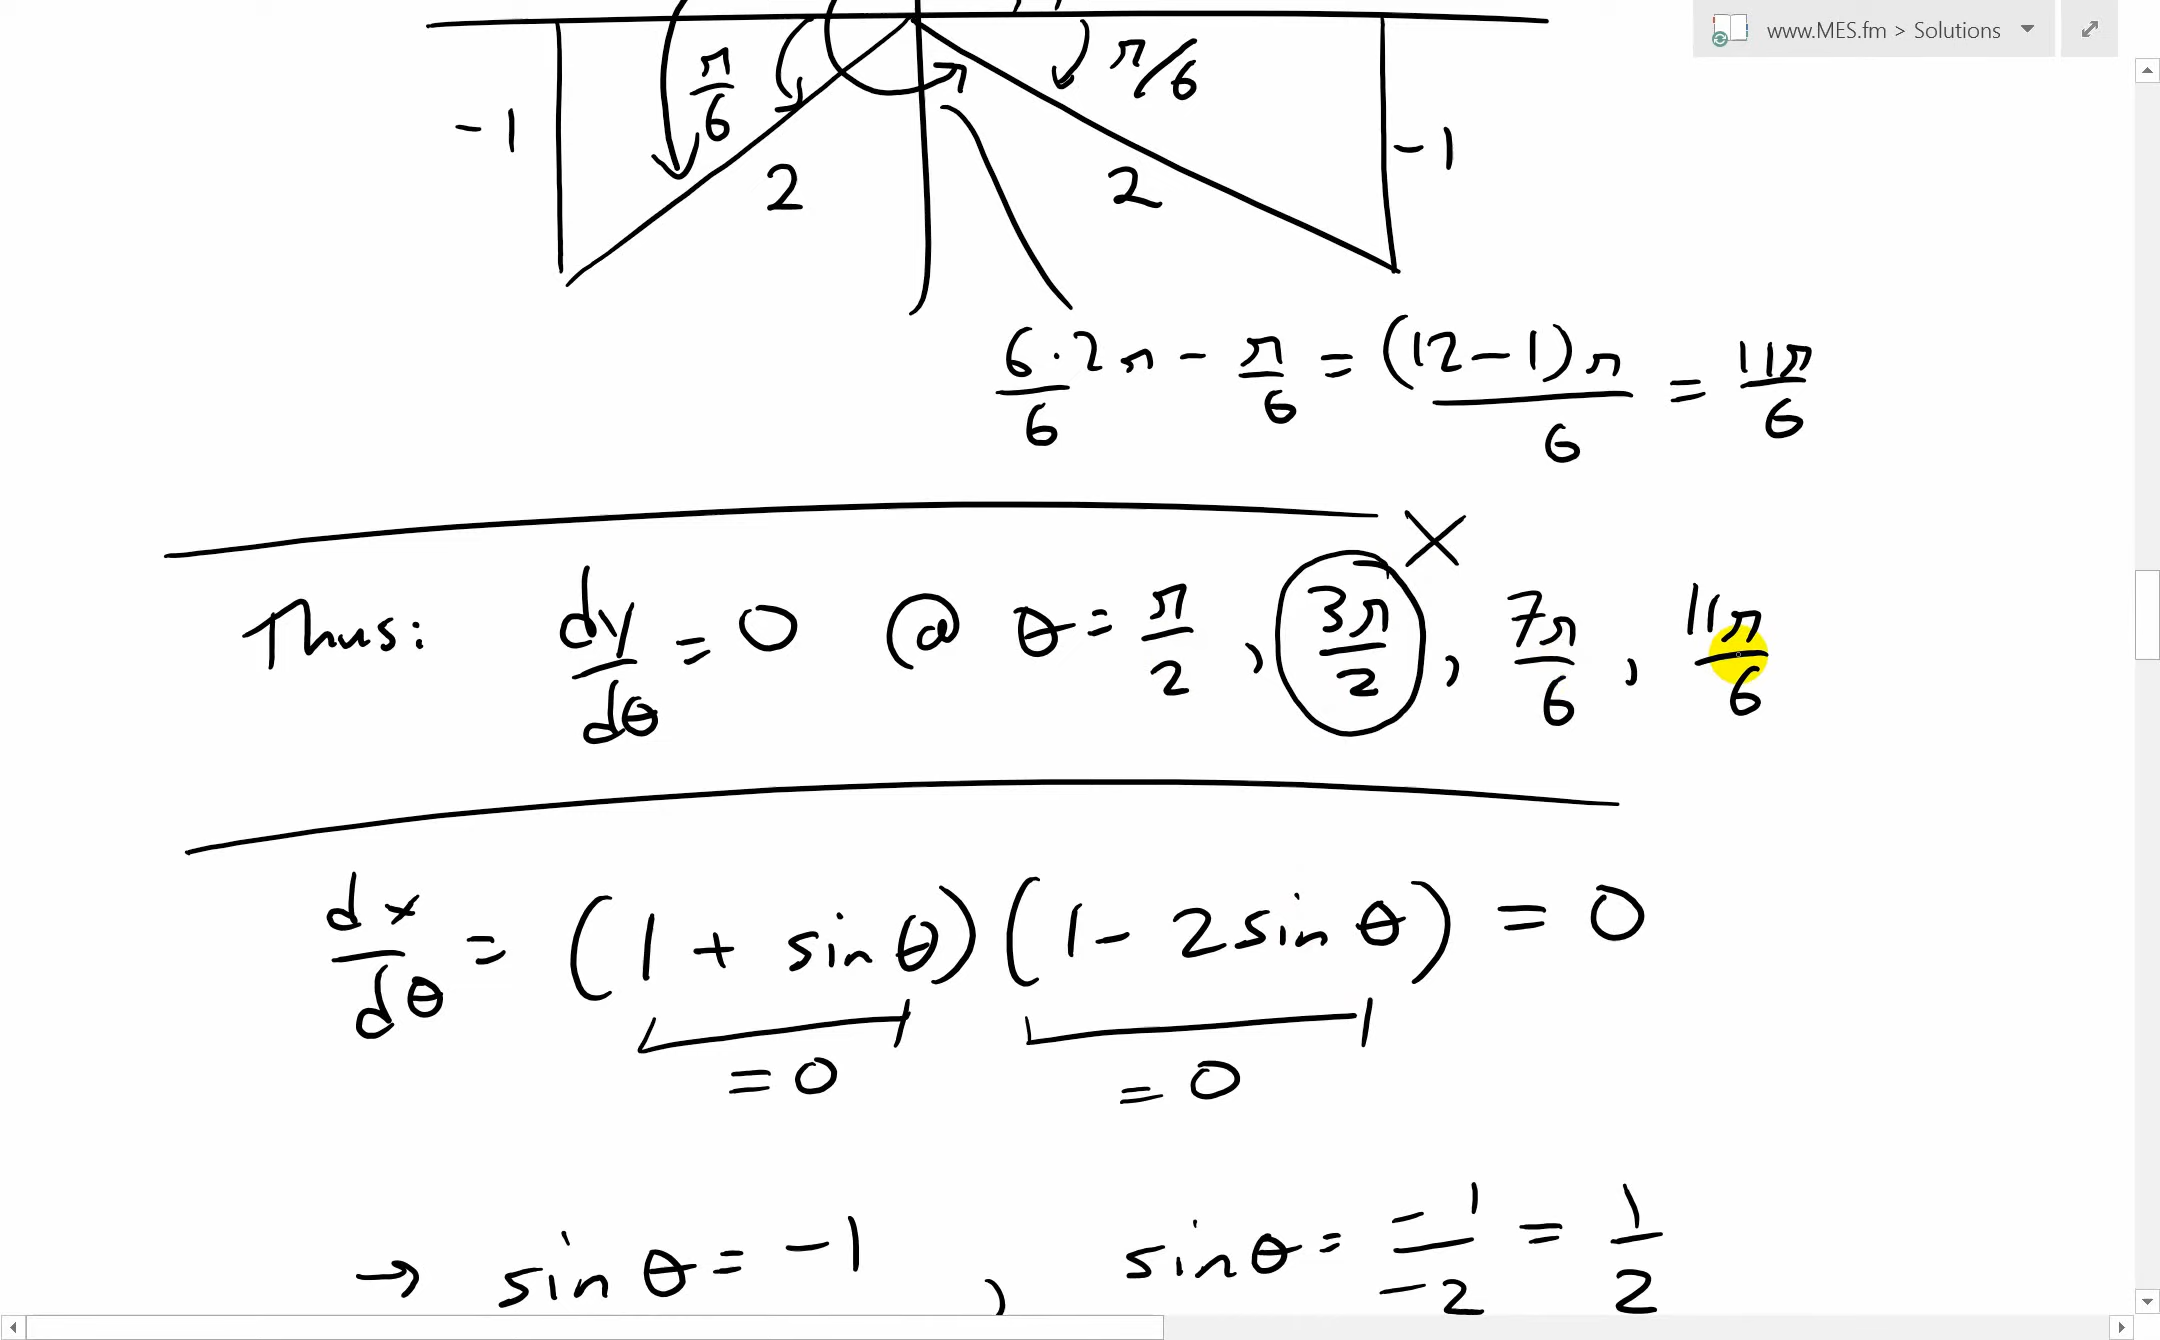 www.MES.fm > Solutions
π/6 π/6
-1 2 2 -1
6/6·2π - π/6 = (12-1)π/6 = 11π/6
×
Thus: dy/dθ = 0 @ θ = π/2, 3π/2, 7π/6, 11π/6
dx/dθ = (1 + sin θ)(1 - 2 sin θ) = 0
= 0 = 0
→ sin θ = -1 , sin θ = -1/-2 = 1/2